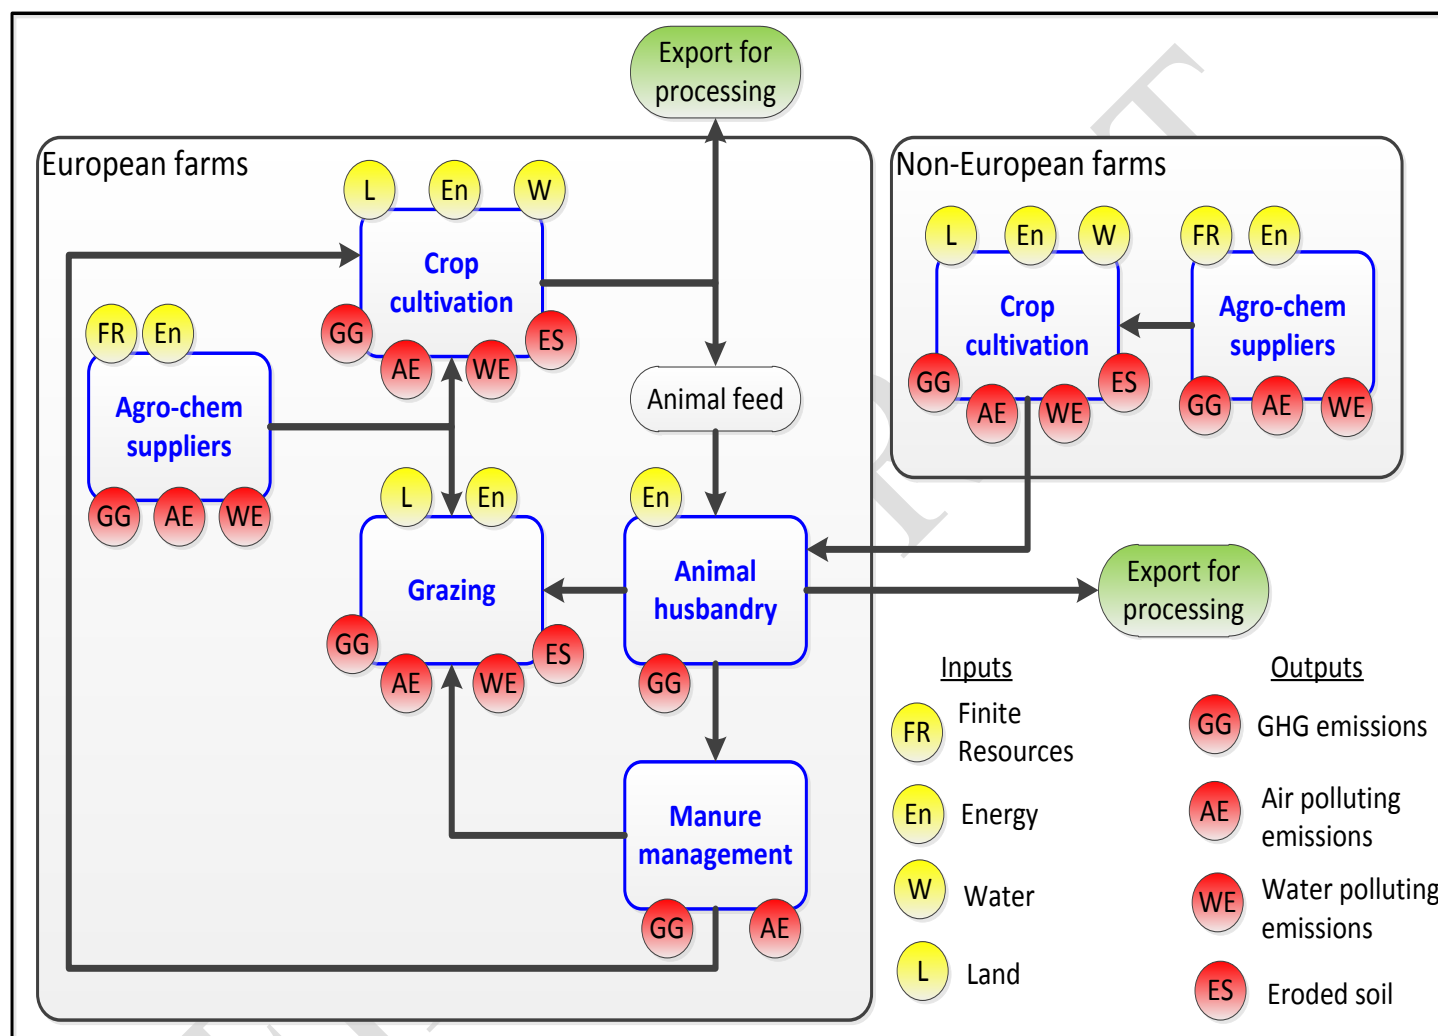 Export for
processing
European farms
L
En
W
Crop
cultivation
GG
AE
WE
ES
FR
En
Agro-chem
suppliers
GG
AE
WE
Animal feed
L
En
Grazing
GG
AE
WE
ES
En
Animal
husbandry
GG
Manure
management
GG
AE
Non-European farms
L
En
W
Crop
cultivation
GG
AE
WE
ES
FR
En
Agro-chem
suppliers
GG
AE
WE
Export for
processing
Inputs
FR
Finite
Resources
En
Energy
W
Water
L
Land
Outputs
GG
GHG emissions
AE
Air polluting
emissions
WE
Water polluting
emissions
ES
Eroded soil